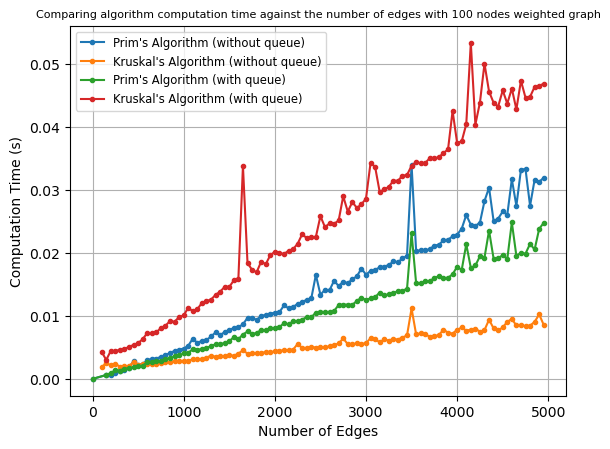 Comparing algorithm computation time against the number of edges with 100 nodes weighted graph
Prim's Algorithm (without queue)
Kruskal's Algorithm (without queue)
Prim's Algorithm (with queue)
Kruskal's Algorithm (with queue)
Computation Time (s)
0.05
0.04
0.03
0.02
0.01
0.00
0 1000 2000 3000 4000 5000
Number of Edges